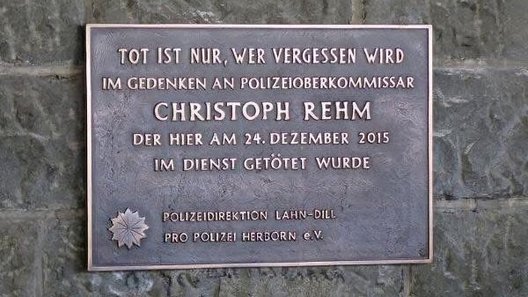 TOT IST NUR, WER VERGESSEN WIRD
IM GEDENKEN AN POLIZEIOBERKOMMISSAR
CHRISTOPH REHM
DER HIER AM 24. DEZEMBER 2015
IM DIENST GETÖTET WURDE
POLIZEIDIREKTION LAHN-DILL
PRO POLIZEI HERBORN e.V.